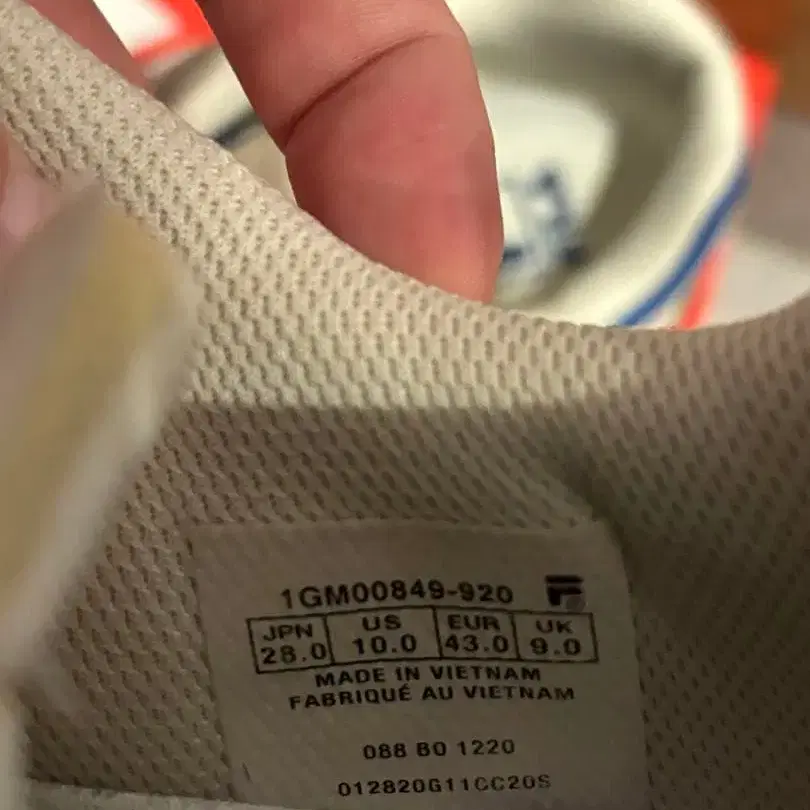 1GM00849-920
JPN US EUR UK
28.0 10.0 43.0 9.0
MADE IN VIETNAM
FABRIQUÉ AU VIETNAM
088 BO 1220
012820G11CC20S